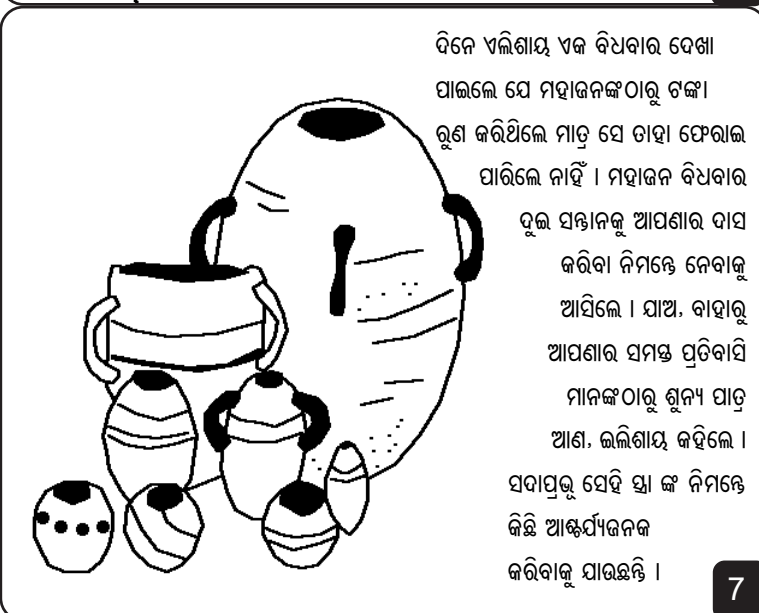 ଦିନେ ଏଲିଶାୟ ଏକ ବିଧବାର ଦେଖା
ପାଇଲେ ଯେ ମହାଜନଙ୍କଠାରୁ ଟଙ୍କା
ରୁଣ କରିଥିଲେ ମାତ୍ର ସେ ତାହା ଫେରାଇ
ପାରିଲେ ନାହିଁ । ମହାଜନ ବିଧବାର
ଦୁଇ ସନ୍ତାନକୁ ଆପଣାର ଦାସ
କରିବା ନିମନ୍ତେ ନେବାକୁ
ଆସିଲେ । ଯାଅ, ବାହାରୁ
ଆପଣାର ସମସ୍ତ ପ୍ରତିବାସି
ମାନଙ୍କଠାରୁ ଶୁନ୍ୟ ପାତ୍ର
ଆଣ, ଇଲିଶାୟ କହିଲେ ।
ସଦାପ୍ରଭୁ ସେହି ସ୍ତ୍ରୀ ଙ୍କ ନିମନ୍ତେ
କିଛି ଆଶ୍ଚର୍ଯ୍ୟଜନକ
କରିବାକୁ ଯାଉଛନ୍ତି ।
7